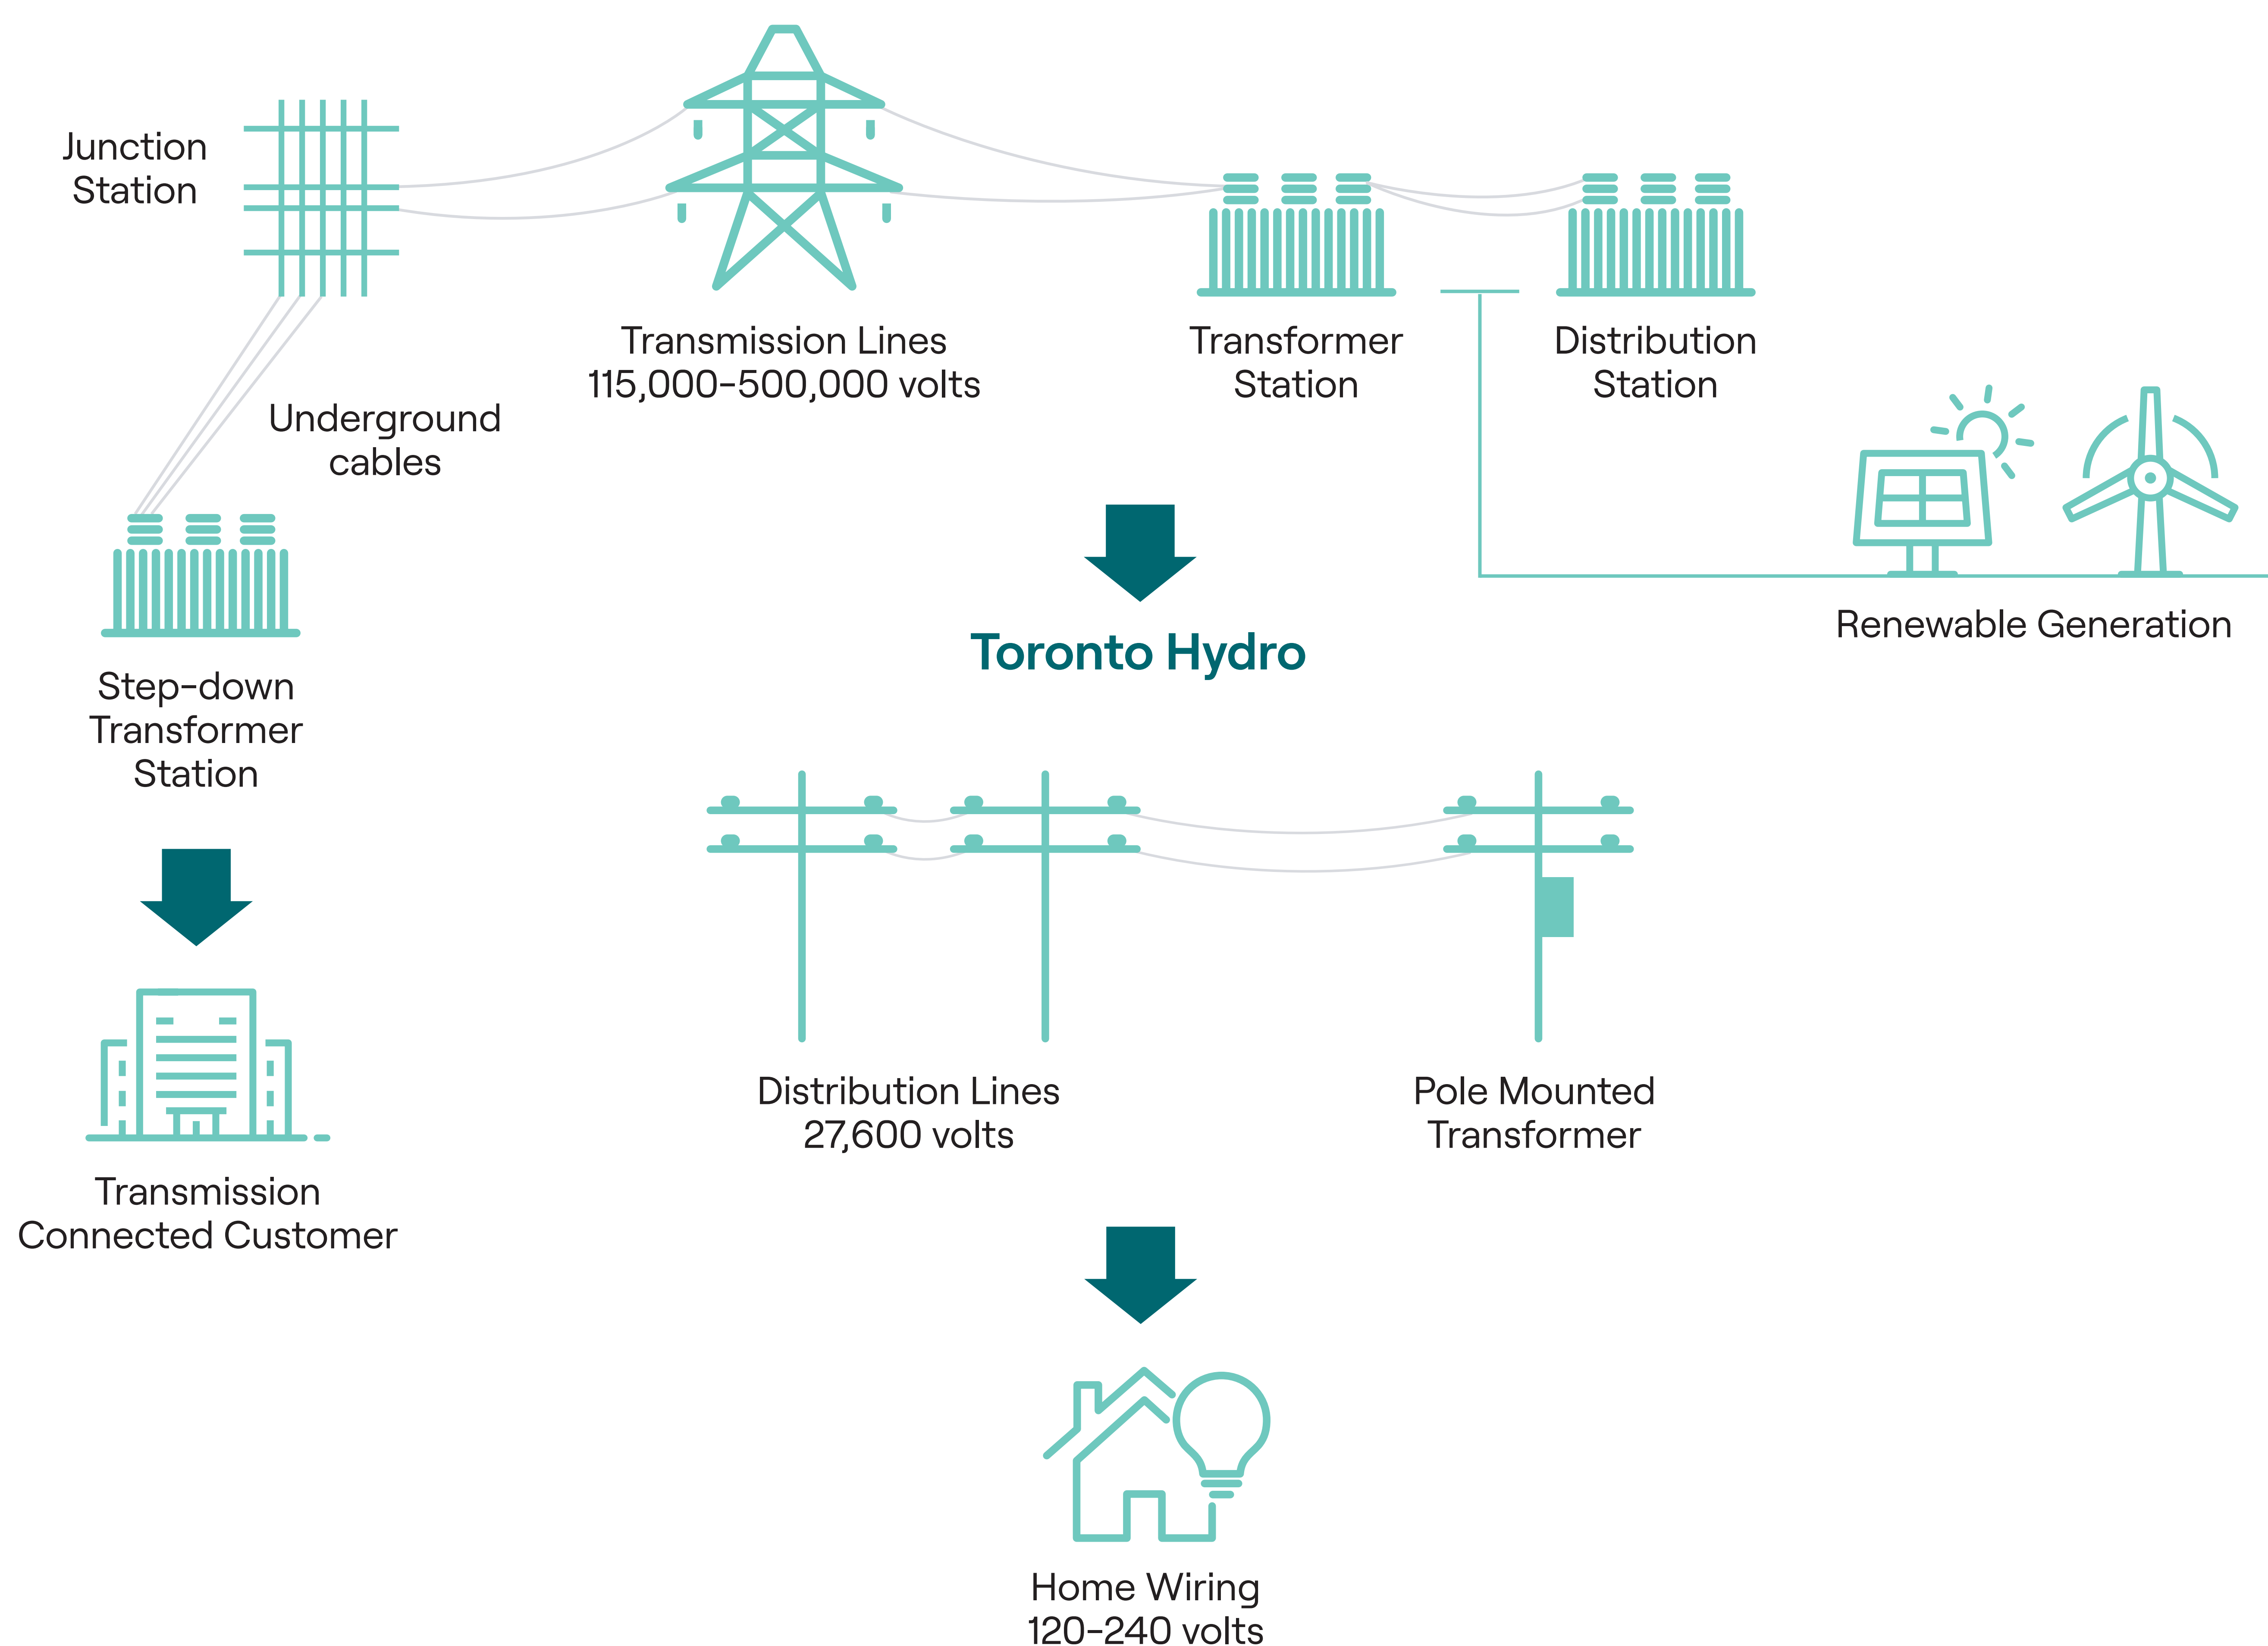 Junction
Station
Transmission Lines
115,000-500,000 volts
Transformer
Station
Distribution
Station
Underground
cables
Renewable Generation
Toronto Hydro
Step-down
Transformer
Station
Distribution Lines
27,600 volts
Pole Mounted
Transformer
Transmission
Connected Customer
Home Wiring
120-240 volts